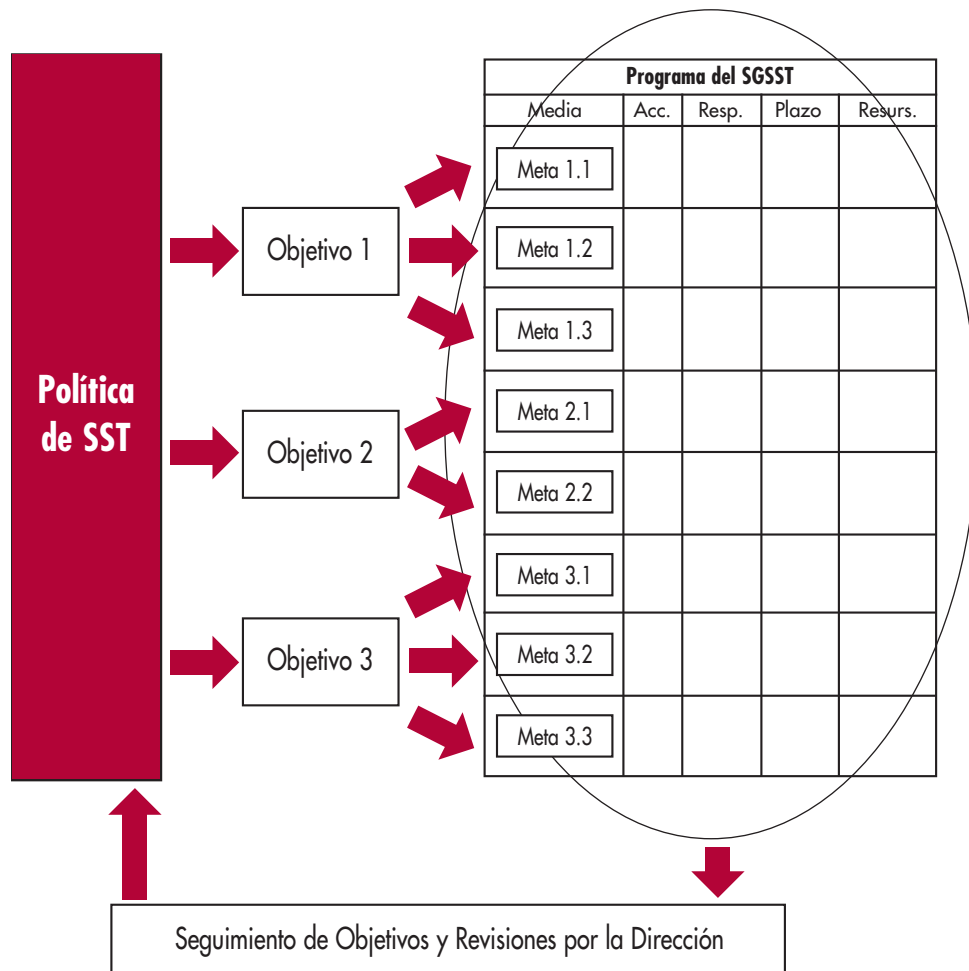 Política
de SST
Objetivo 1
Objetivo 2
Objetivo 3
Programa del SGSST
Media Acc. Resp. Plazo Resurs.
Meta 1.1
Meta 1.2
Meta 1.3
Meta 2.1
Meta 2.2
Meta 3.1
Meta 3.2
Meta 3.3
Seguimiento de Objetivos y Revisiones por la Dirección